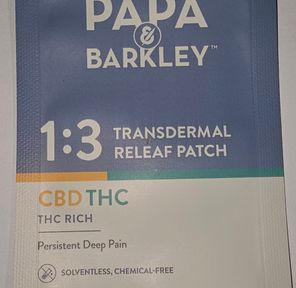 PAPA
&
BARKLEY™
1:3 TRANSDERMAL
RELEAF PATCH
CBD THC
THC RICH
Persistent Deep Pain
SOLVENTLESS, CHEMICAL-FREE